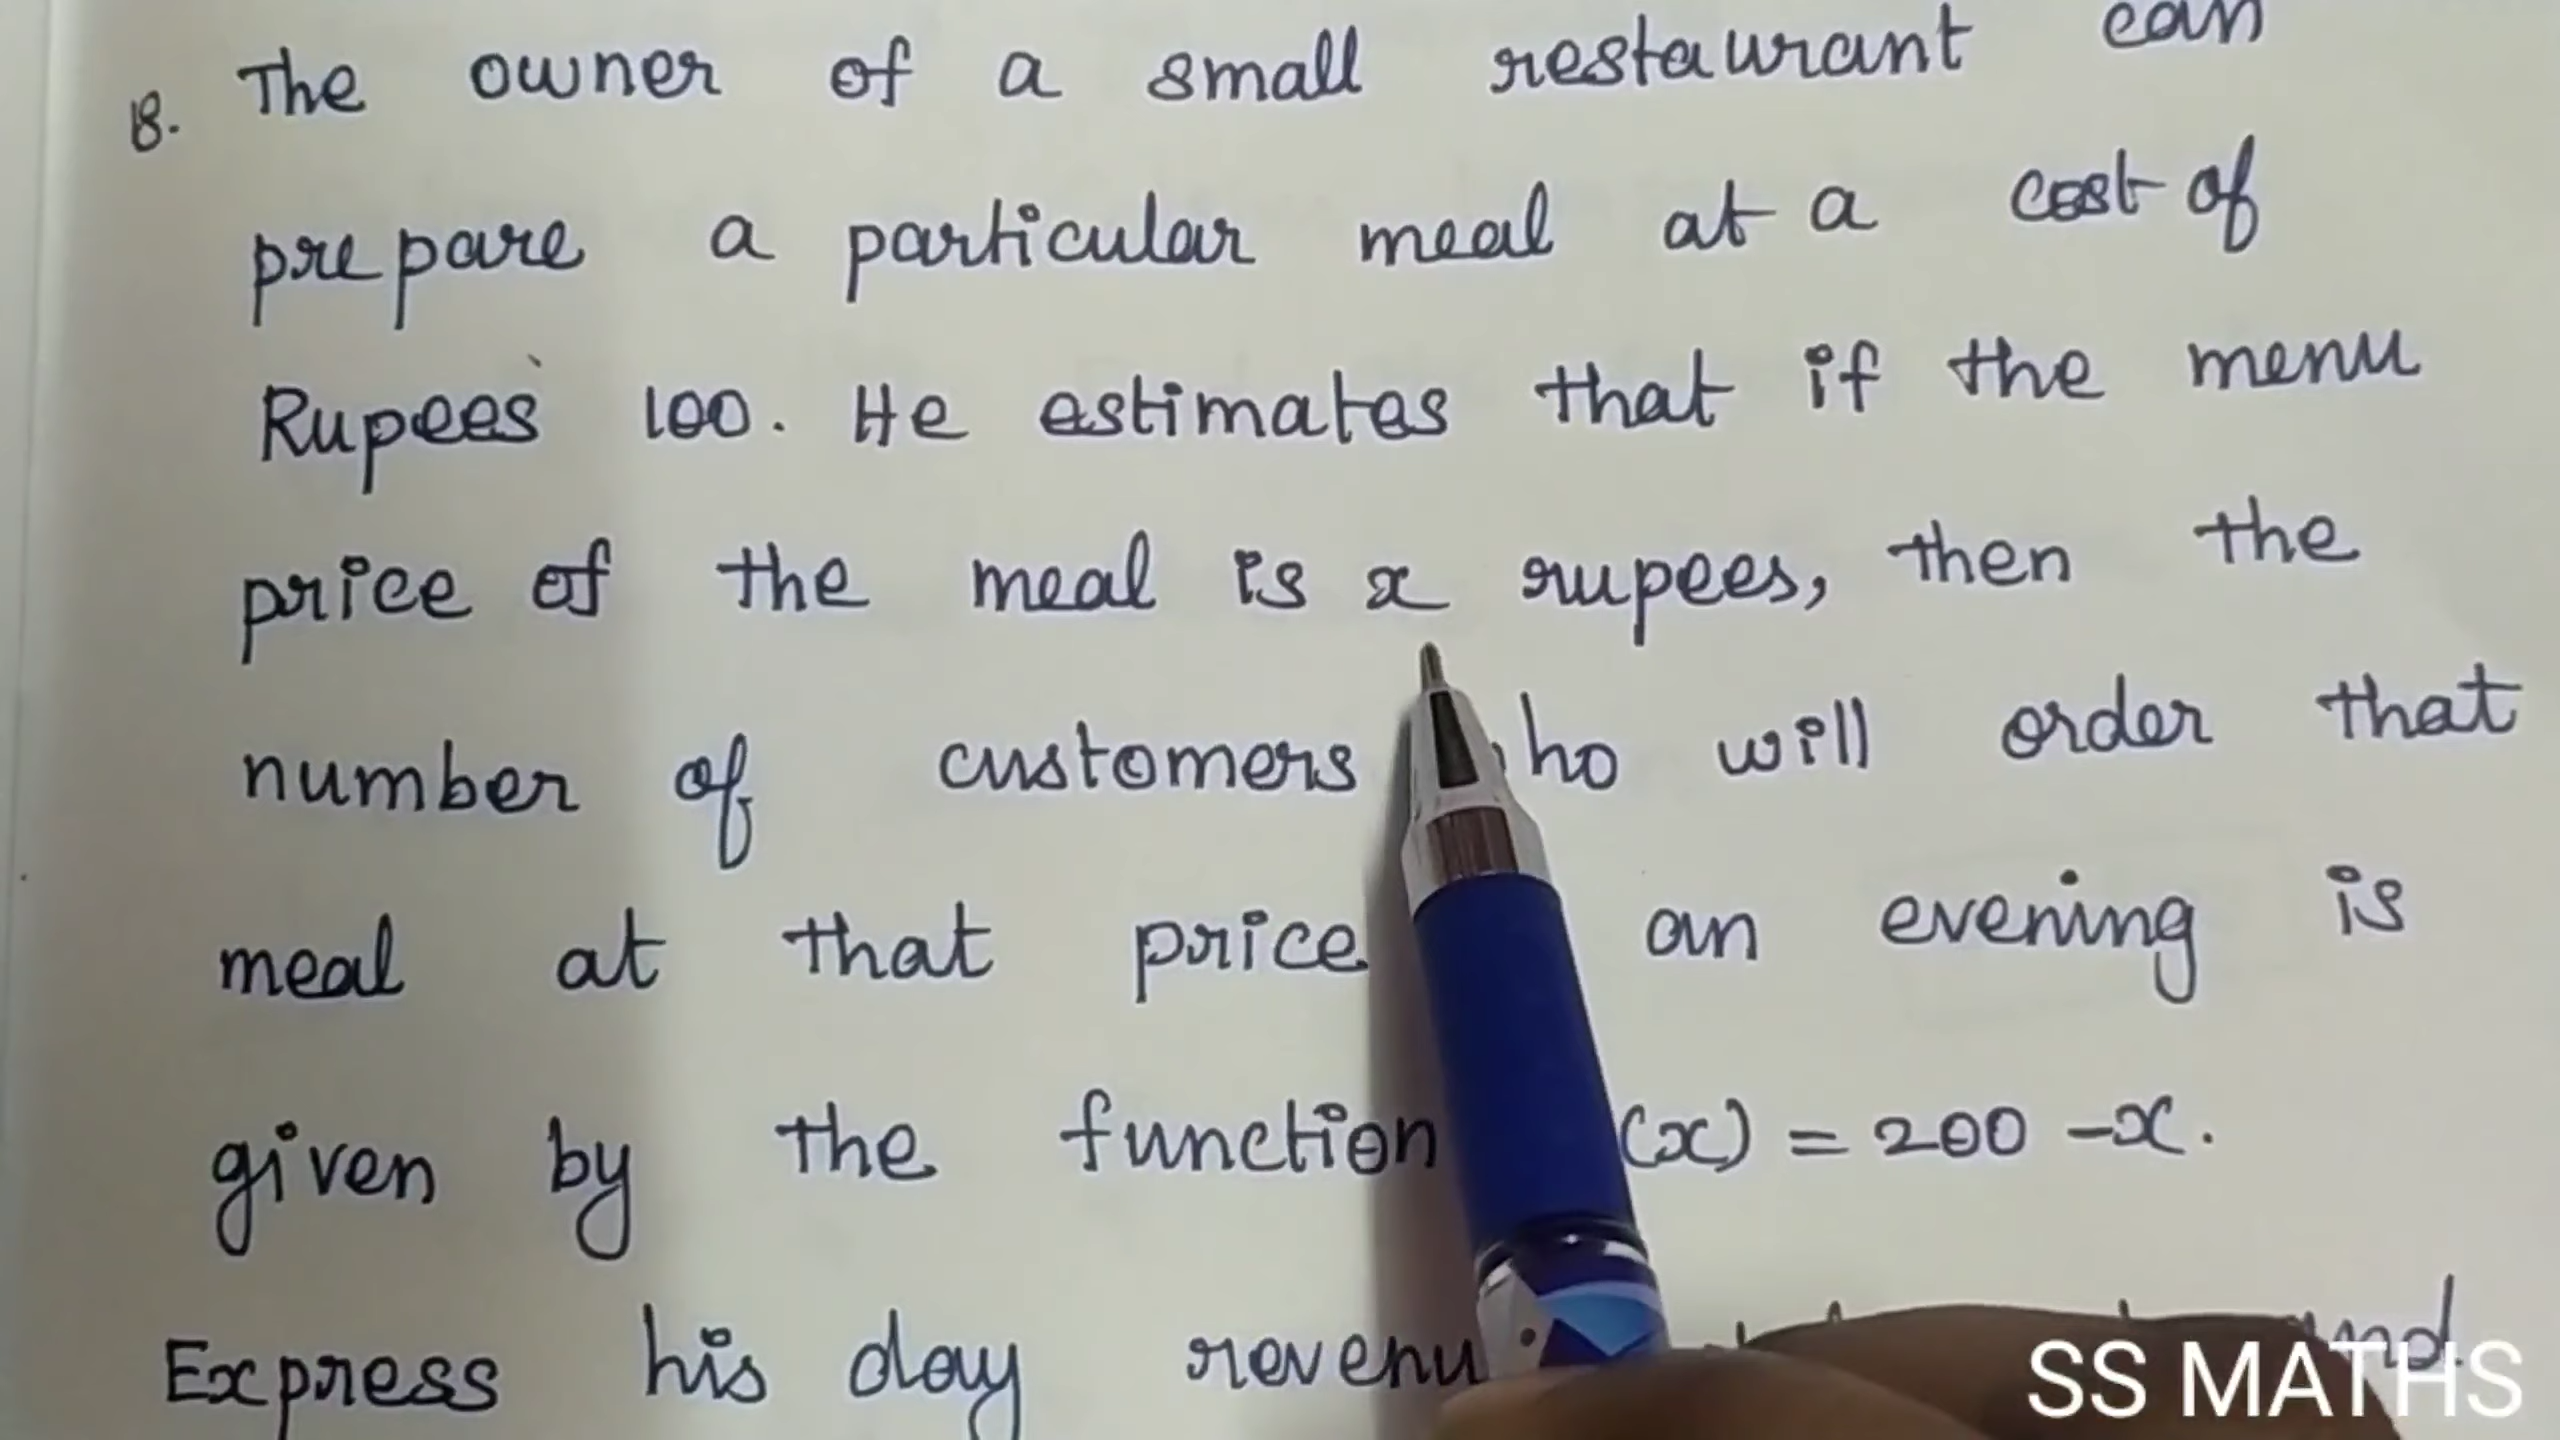 8. The owner of a small restaurant can
prepare a particular meal at a cost of
Rupees 100. He estimates that if the menu
price of the meal is x rupees, then the
number of customers ho will order that
meal at that price an evening is
given by the function (x) = 200 - x.
Express his day revenu
SS MATHS